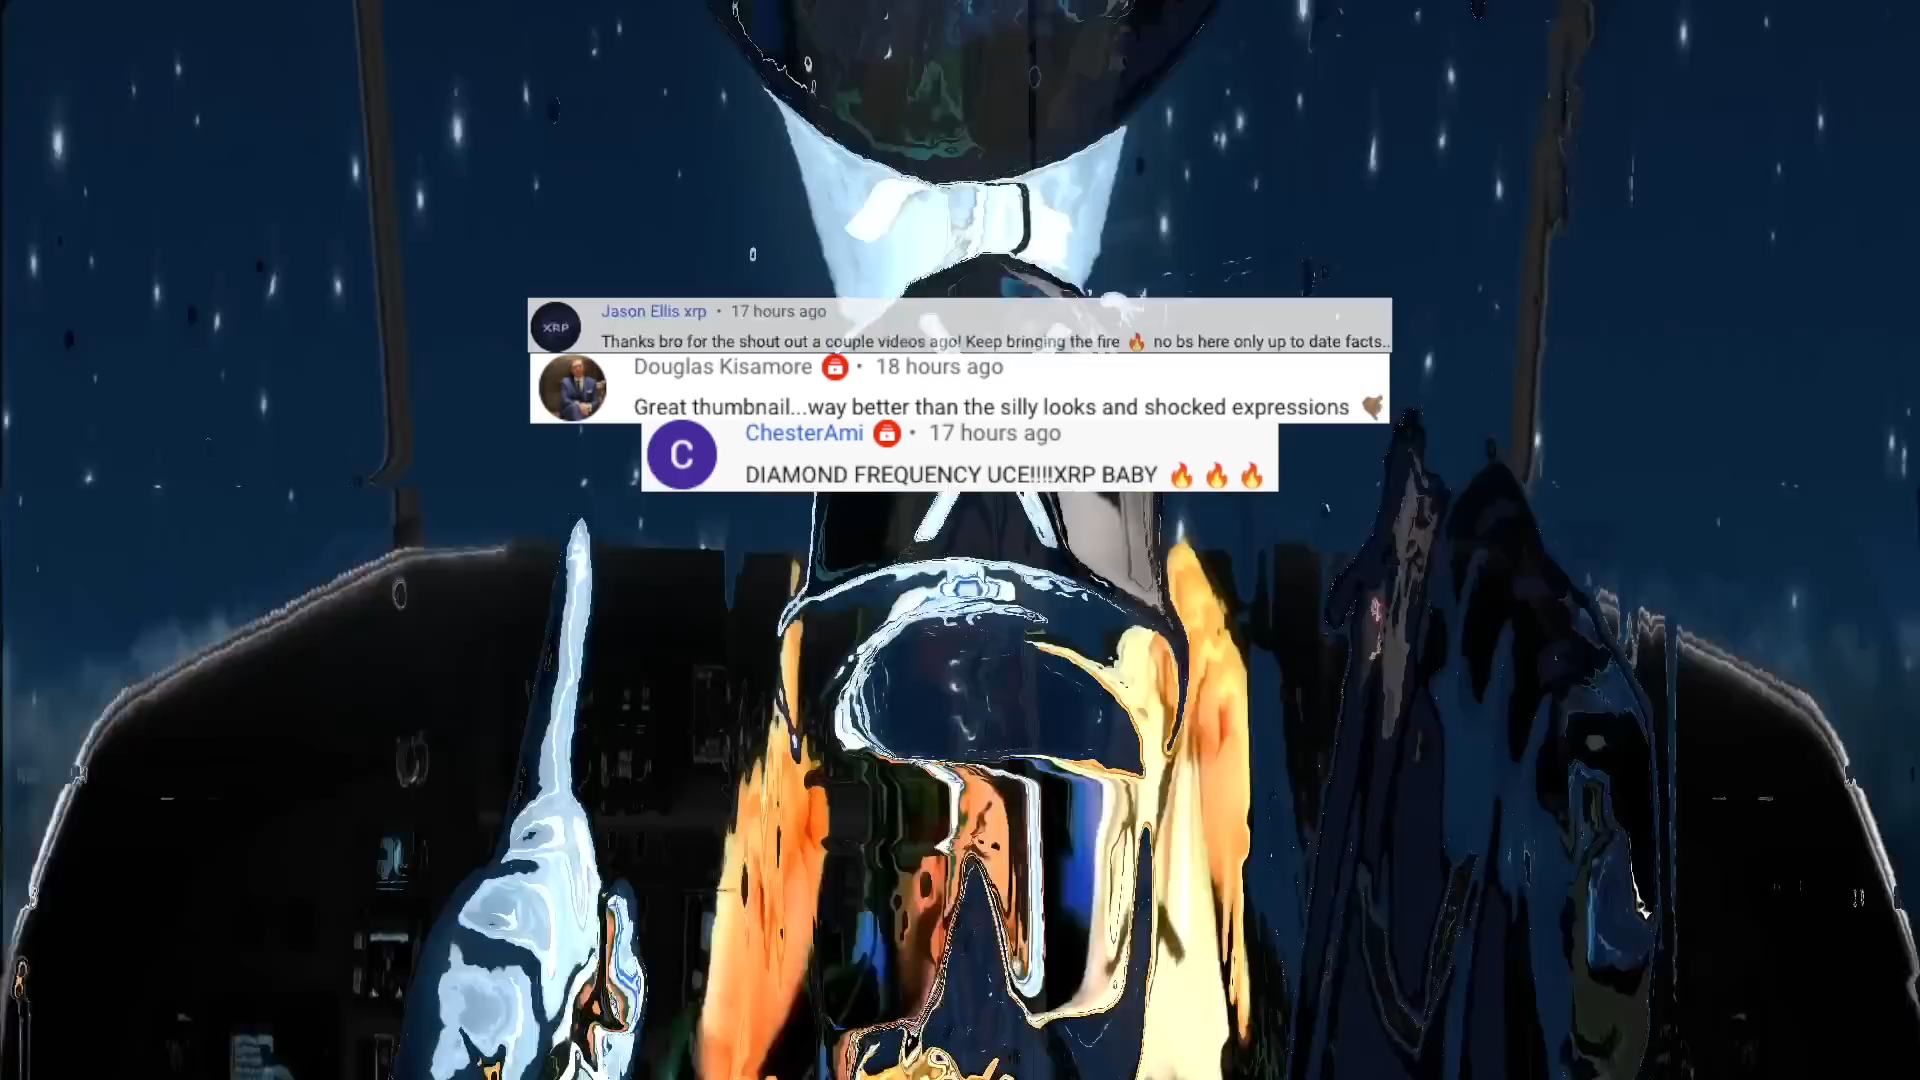 XRP
Jason Ellis xrp • 17 hours ago
Thanks bro for the shout out a couple videos ago! Keep bringing the fire 🔥 no bs here only up to date facts..
Douglas Kisamore • 18 hours ago
Great thumbnail...way better than the silly looks and shocked expressions
C
ChesterAmi • 17 hours ago
DIAMOND FREQUENCY UCE!!!!XRP BABY 🔥 🔥 🔥